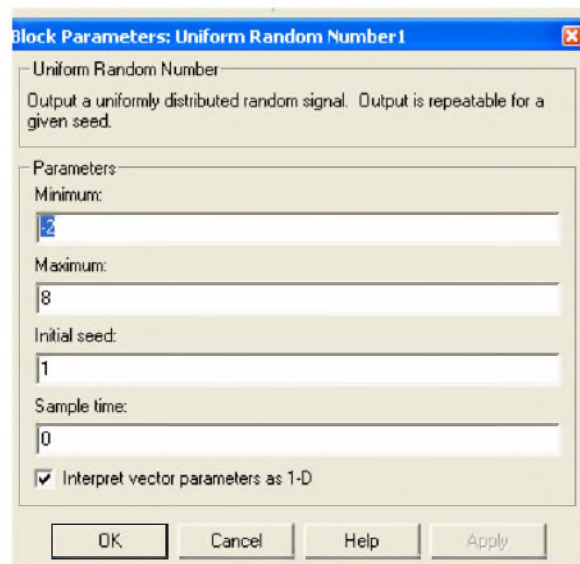 Block Parameters: Uniform Random Number1
Uniform Random Number
Output a uniformly distributed random signal. Output is repeatable for a
given seed.
Parameters
Minimum:
-2
Maximum:
8
Initial seed:
1
Sample time:
0
Interpret vector parameters as 1-D
OK
Cancel
Help
Apply